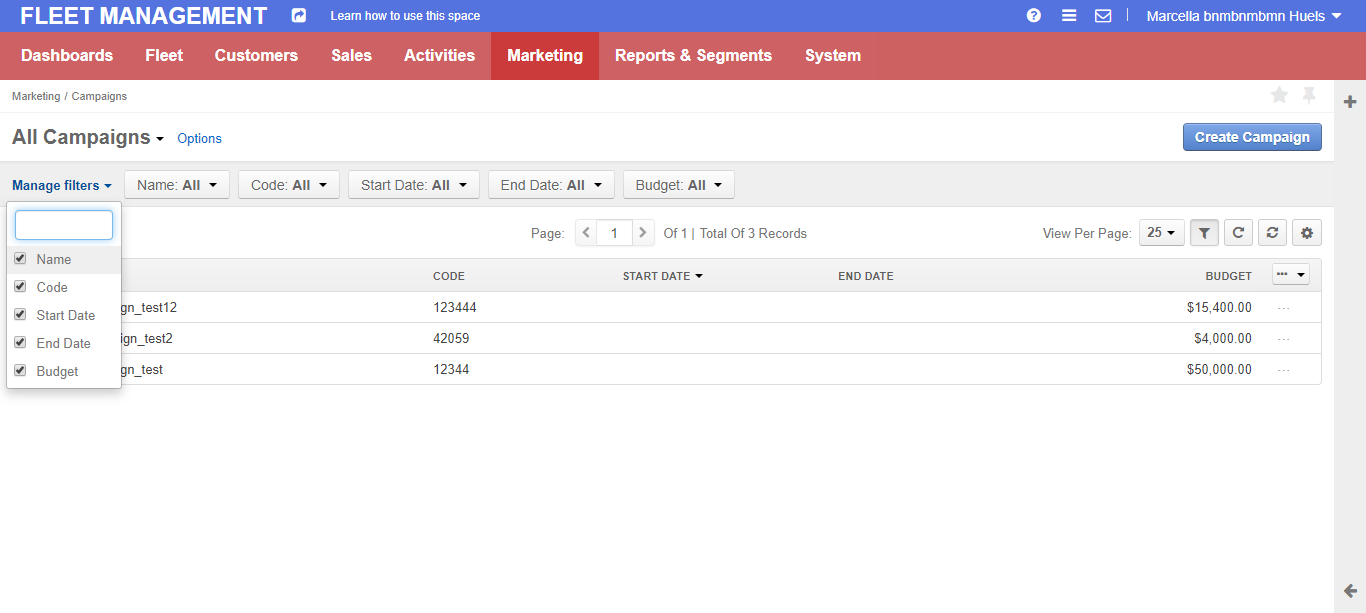 FLEET MANAGEMENT Learn how to use this space Marcella bnmbnmbmn Huels
Dashboards Fleet Customers Sales Activities Marketing Reports & Segments System
Marketing / Campaigns
All Campaigns Options Create Campaign
Manage filters Name: All Code: All Start Date: All End Date: All Budget: All
Page: 1 Of 1 | Total Of 3 Records View Per Page: 25
Name
Code
Start Date
End Date
Budget
CODE START DATE END DATE BUDGET
gn_test12 123444 $15,400.00
ign_test2 42059 $4,000.00
gn_test 12344 $50,000.00